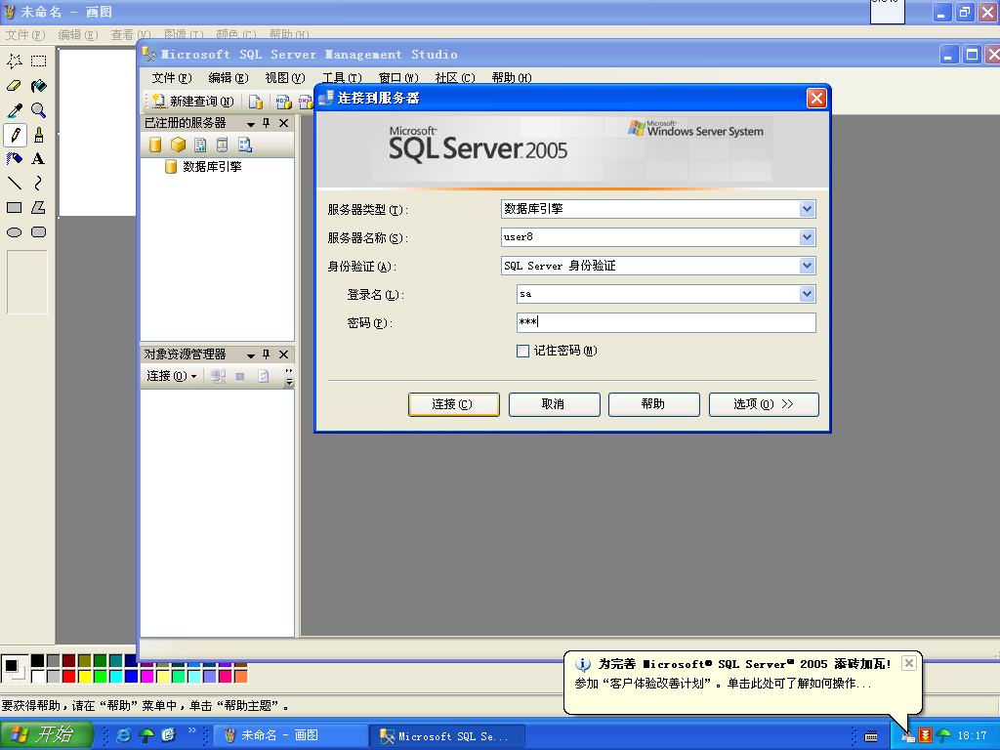 未命名 - 画图
文件(F) 编辑(E) 查看(V) 图像(I) 颜色(C) 帮助(H)
Microsoft SQL Server Management Studio
文件(F) 编辑(E) 视图(V) 工具(T) 窗口(W) 社区(C) 帮助(H)
新建查询(N)
已注册的服务器
数据库引擎
连接到服务器
Microsoft
SQL Server 2005
Microsoft
Windows Server System
服务器类型(T): 数据库引擎
服务器名称(S): user8
身份验证(A): SQL Server 身份验证
登录名(L): sa
密码(P): ***
记住密码(M)
连接(C) 取消 帮助 选项(O) >>
对象资源管理器
连接(O)
为完善 Microsoft® SQL Server™ 2005 添砖加瓦!
参加“客户体验改善计划”。单击此处可了解如何操作...
要获得帮助，请在“帮助”菜单中，单击“帮助主题”。
开始
未命名 - 画图
Microsoft SQL Se...
18:17